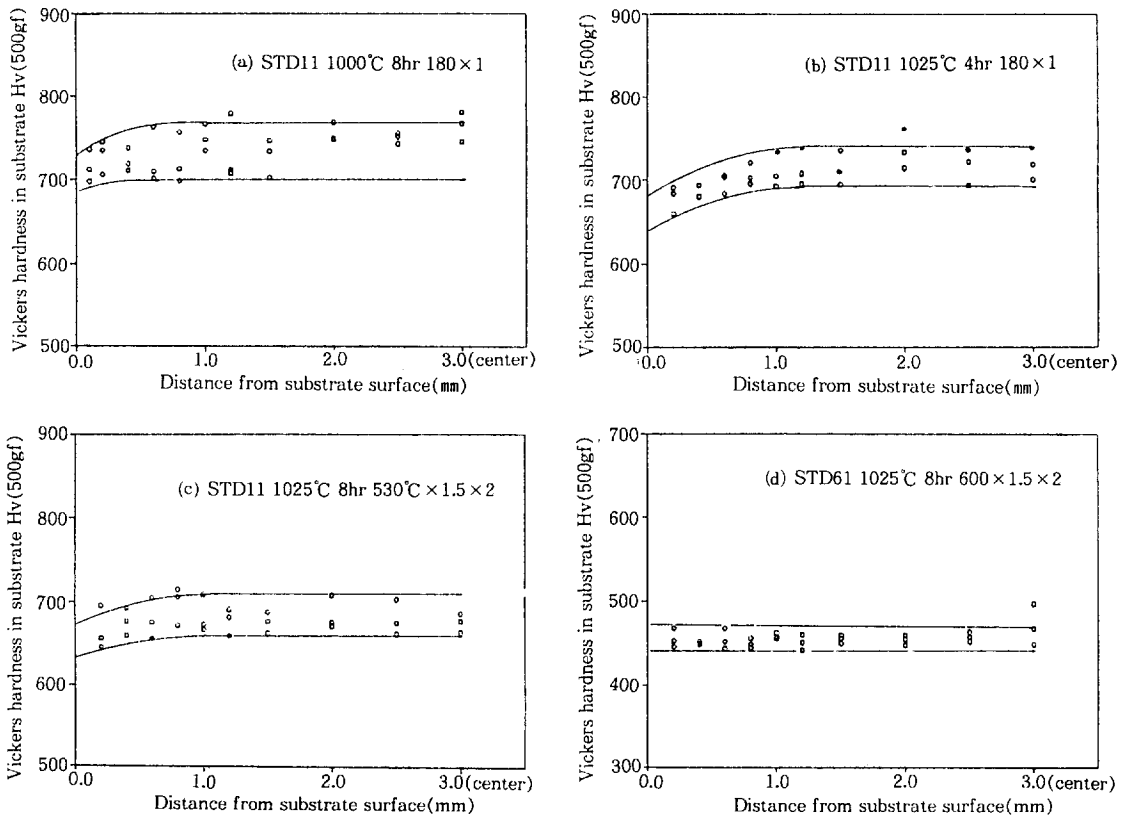 Vickers hardness in substrate Hv(500gf)
900
800
700
600
500
(a) STD11 1000℃ 8hr 180×1
0.0 1.0 2.0 3.0(center)
Distance from substrate surface(mm)
Vickers hardness in substrate Hv(500gf)
900
800
700
600
500
(b) STD11 1025℃ 4hr 180×1
0.0 1.0 2.0 3.0(center)
Distance from substrate surface(mm)
Vickers hardness in substrate Hv(500gf)
900
800
700
600
500
(c) STD11 1025℃ 8hr 530℃×1.5×2
0.0 1.0 2.0 3.0(center)
Distance from substrate surface(mm)
Vickers hardness in substrate Hv(500gf)
700
600
500
400
300
(d) STD61 1025℃ 8hr 600×1.5×2
0.0 1.0 2.0 3.0(center)
Distance from substrate surface(mm)